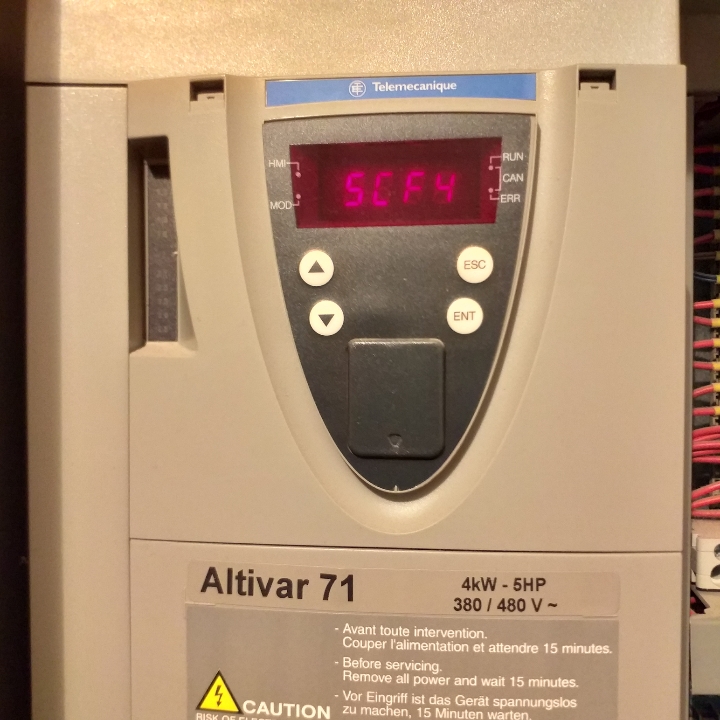 Telemecanique
HMI
MOD
SCF4
RUN
CAN
ERR
ESC
ENT
Altivar 71
4kW - 5HP
380 / 480 V ~
- Avant toute intervention.
Couper l'alimentation et attendre 15 minutes.
- Before servicing.
Remove all power and wait 15 minutes.
- Vor Eingriff ist das Gerät spannungslos
zu machen, 15 Minuten warten.
CAUTION